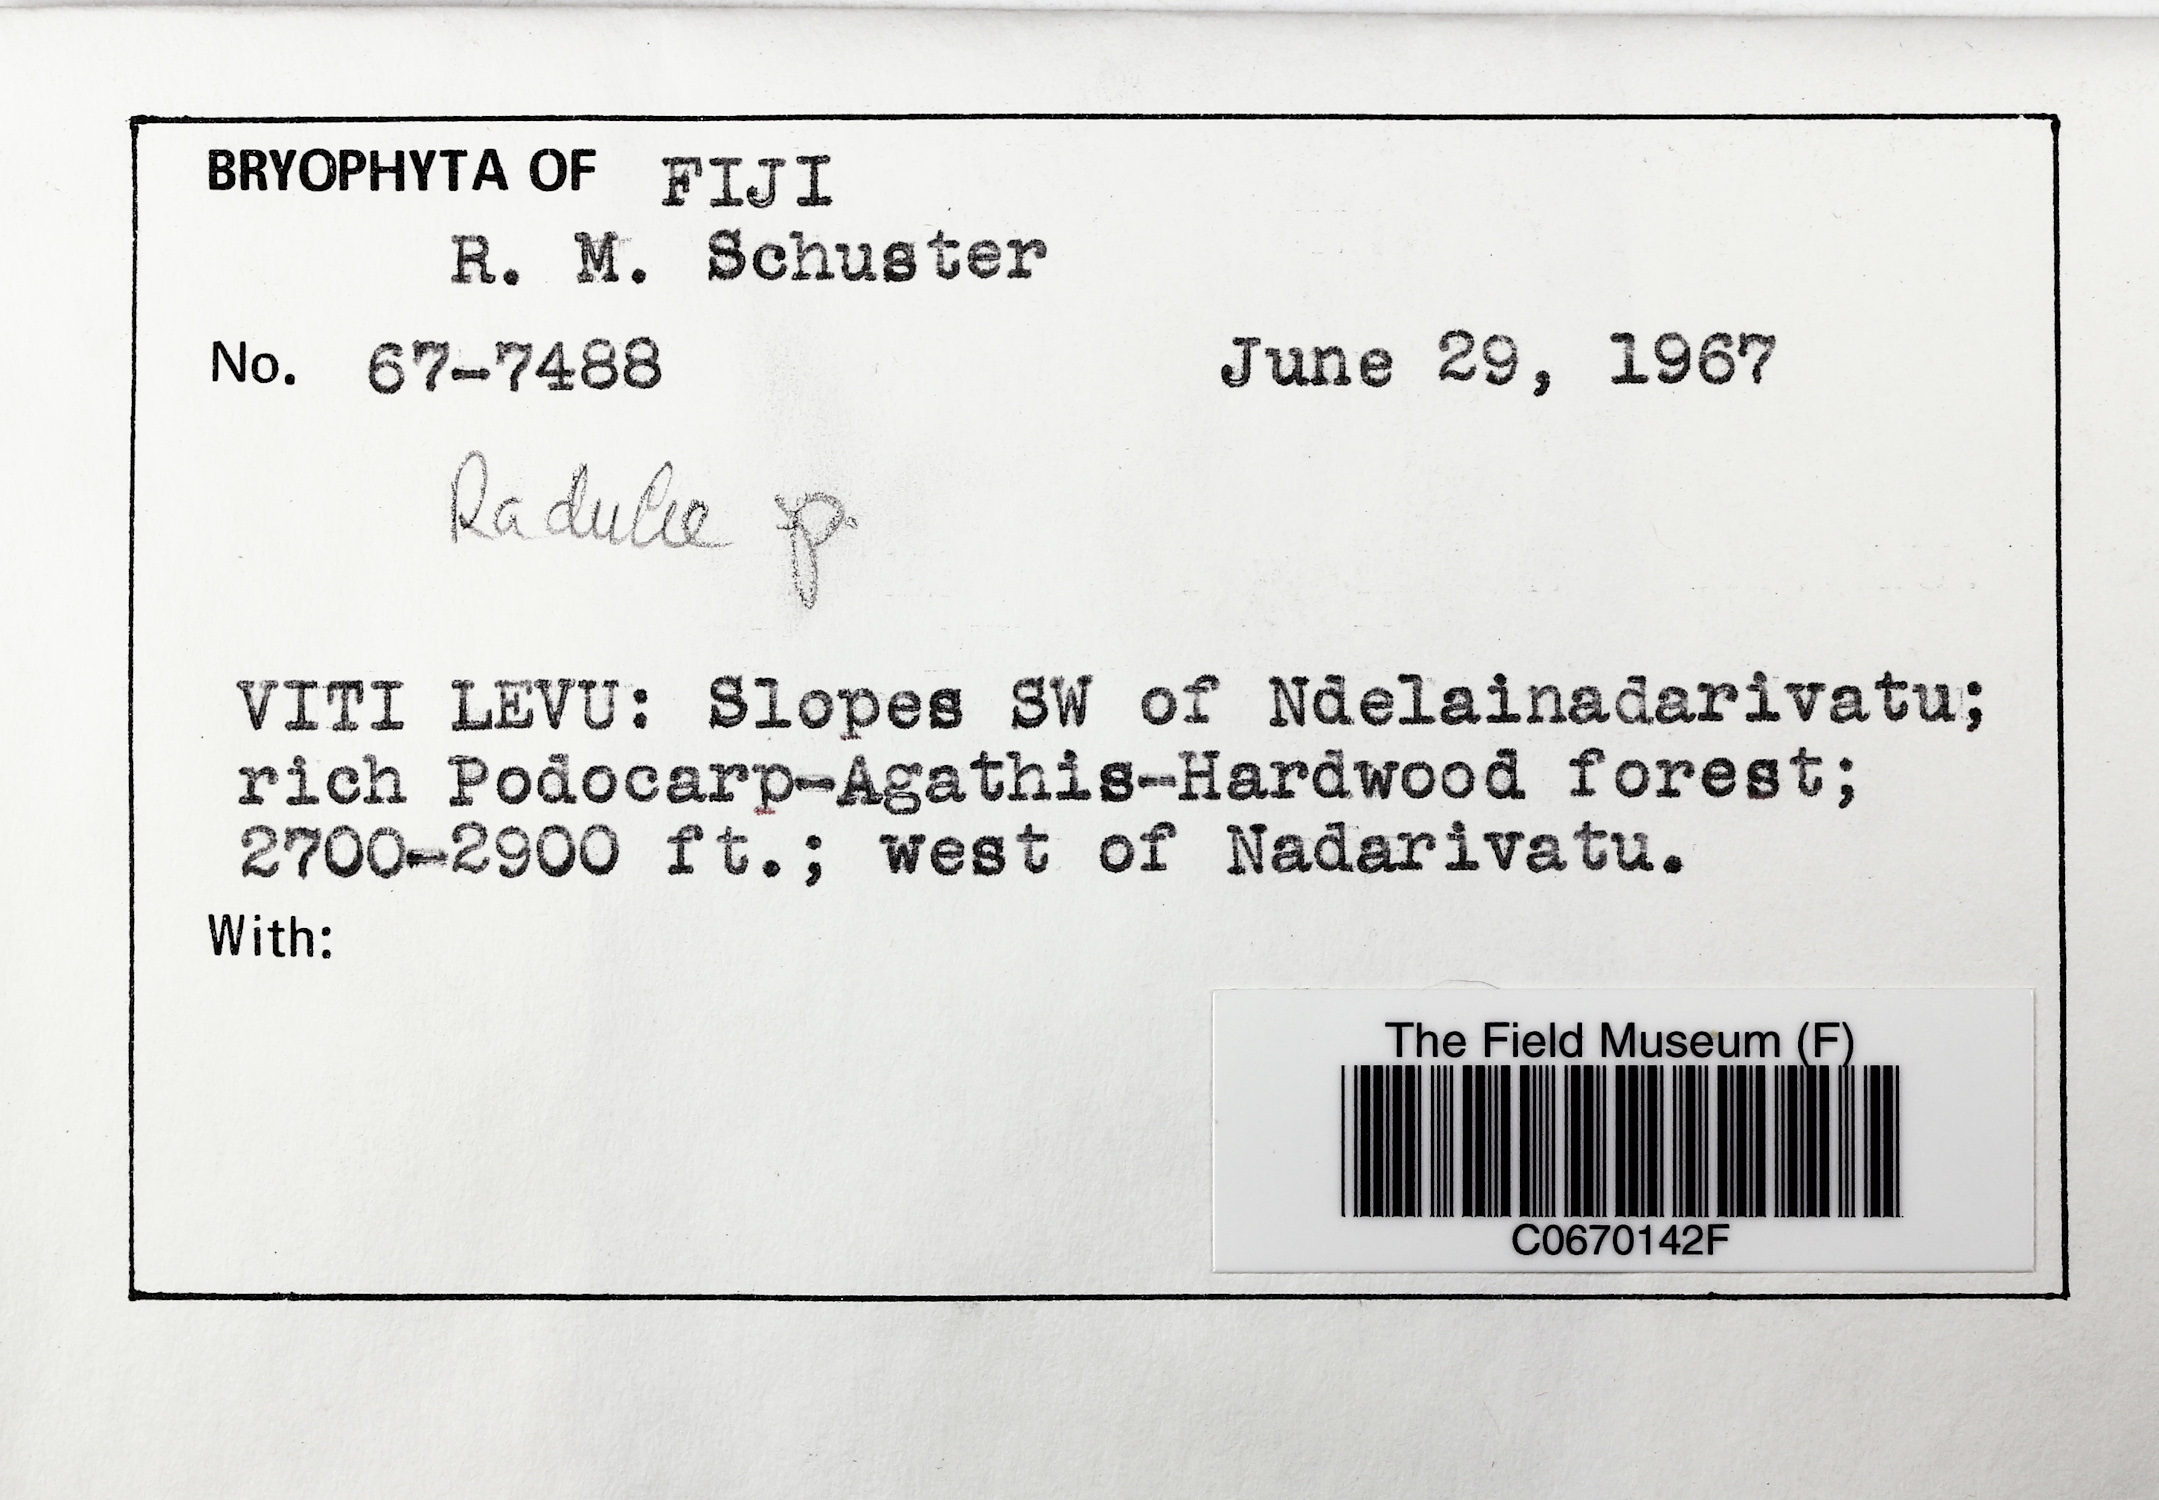 BRYOPHYTA OF FIJI
R. M. Schuster
No. 67-7488 June 29, 1967
Radula sp.
VITI LEVU: Slopes SW of Ndelainadarivatu;
rich Podocarp-Agathis-Hardwood forest;
2700-2900 ft.; west of Nadarivatu.
With:
The Field Museum (F)
C0670142F